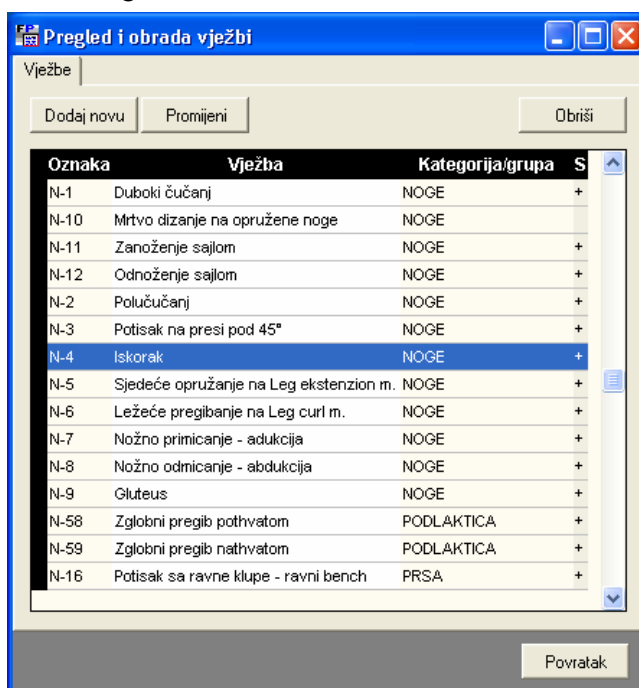 Pregled i obrada vježbi
Vježbe
Dodaj novu Promijeni Obriši
Oznaka Vježba Kategorija/grupa S
N-1 Duboki čučanj NOGE +
N-10 Mrtvo dizanje na opružene noge NOGE
N-11 Zanoženje sajlom NOGE +
N-12 Odnoženje sajlom NOGE +
N-2 Polučučanj NOGE +
N-3 Potisak na presi pod 45° NOGE +
N-4 Iskorak NOGE +
N-5 Sjedeće opružanje na Leg ekstenzion m. NOGE +
N-6 Ležeće pregibanje na Leg curl m. NOGE +
N-7 Nožno primicanje - adukcija NOGE +
N-8 Nožno odmicanje - abdukcija NOGE +
N-9 Gluteus NOGE +
N-58 Zglobni pregib pothvatom PODLAKTICA +
N-59 Zglobni pregib nathvatom PODLAKTICA +
N-16 Potisak sa ravne klupe - ravni bench PRSA +
Povratak